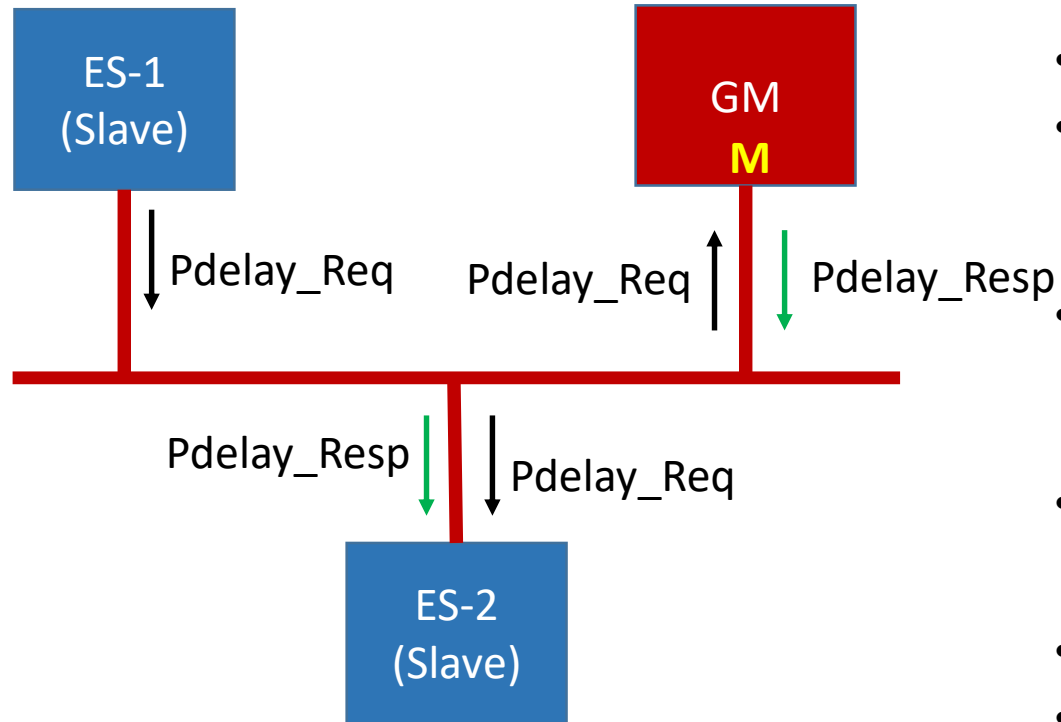 ES-1
(Slave)
GM
M
Pdelay_Req
Pdelay_Req
Pdelay_Resp
Pdelay_Resp
Pdelay_Req
ES-2
(Slave)